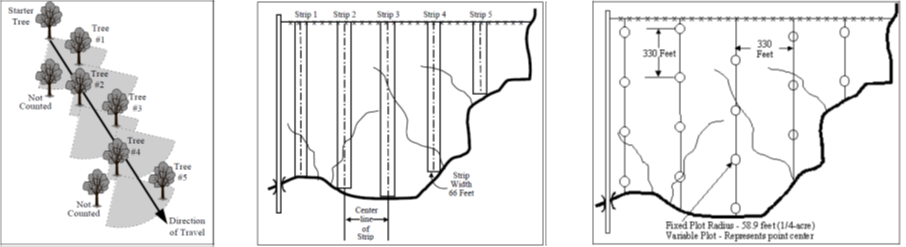 Starter
Tree
Tree
#1
Tree
#2
Not
Counted
Tree
#3
Tree
#4
Tree
#5
Not
Counted
Direction
of Travel
Strip 1 Strip 2 Strip 3 Strip 4 Strip 5
Strip
Width
66 Feet
Center
line
of
Strip
330 Feet
330
Feet
Fixed Plot Radius - 58.9 feet (1/4-acre)
Variable Plot - Represents point center